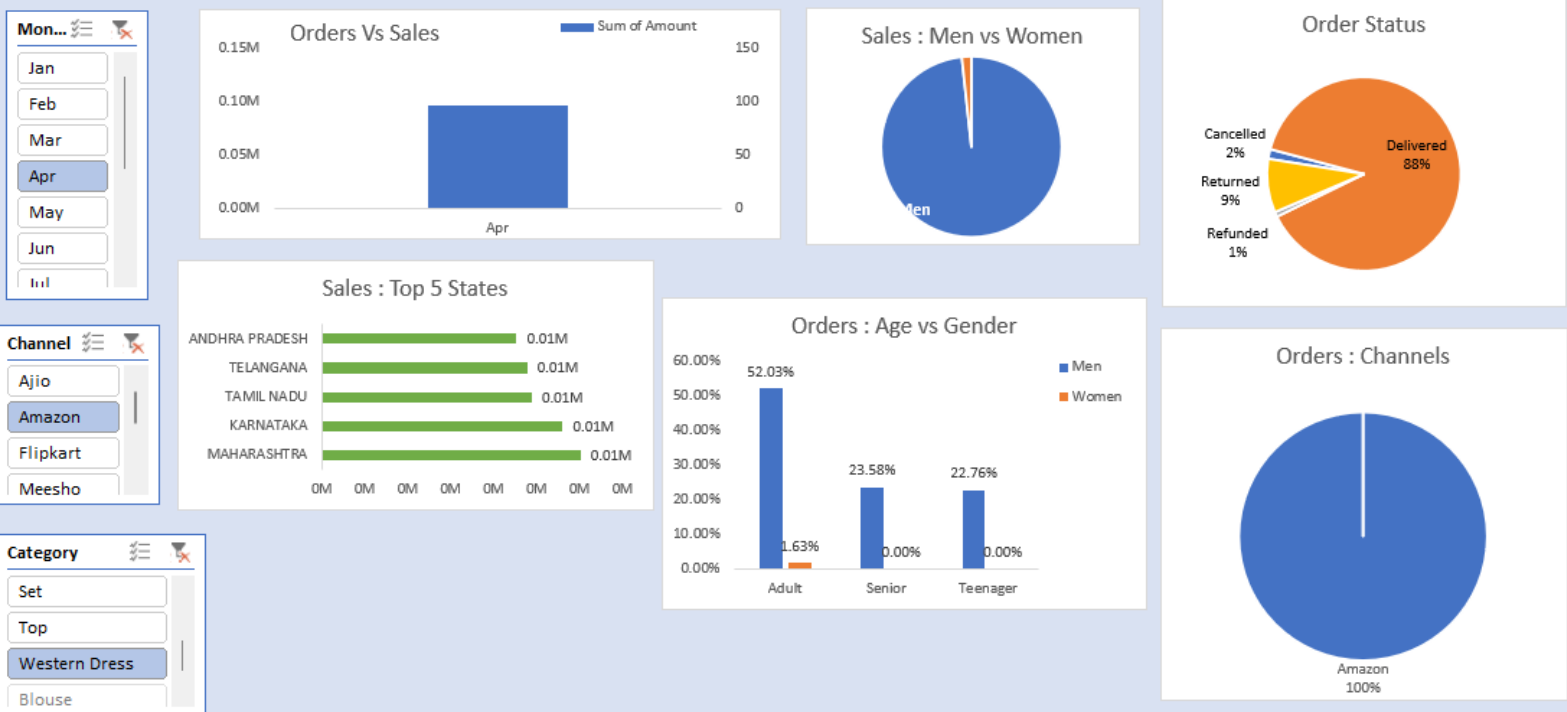 Mon...
Jan
Feb
Mar
Apr
May
Jun
Jul
Channel
Ajio
Amazon
Flipkart
Meesho
Category
Set
Top
Western Dress
Blouse
Orders Vs Sales
Sum of Amount
0.15M
0.10M
0.05M
0.00M
150
100
50
0
Apr
Sales : Men vs Women
Men
Order Status
Cancelled
2%
Returned
9%
Refunded
1%
Delivered
88%
Sales : Top 5 States
ANDHRA PRADESH 0.01M
TELANGANA 0.01M
TAMIL NADU 0.01M
KARNATAKA 0.01M
MAHARASHTRA 0.01M
0M 0M 0M 0M 0M 0M 0M 0M
Orders : Age vs Gender
60.00%
50.00%
40.00%
30.00%
20.00%
10.00%
0.00%
52.03%
1.63%
23.58%
0.00%
22.76%
0.00%
Adult Senior Teenager
Men
Women
Orders : Channels
Amazon
100%